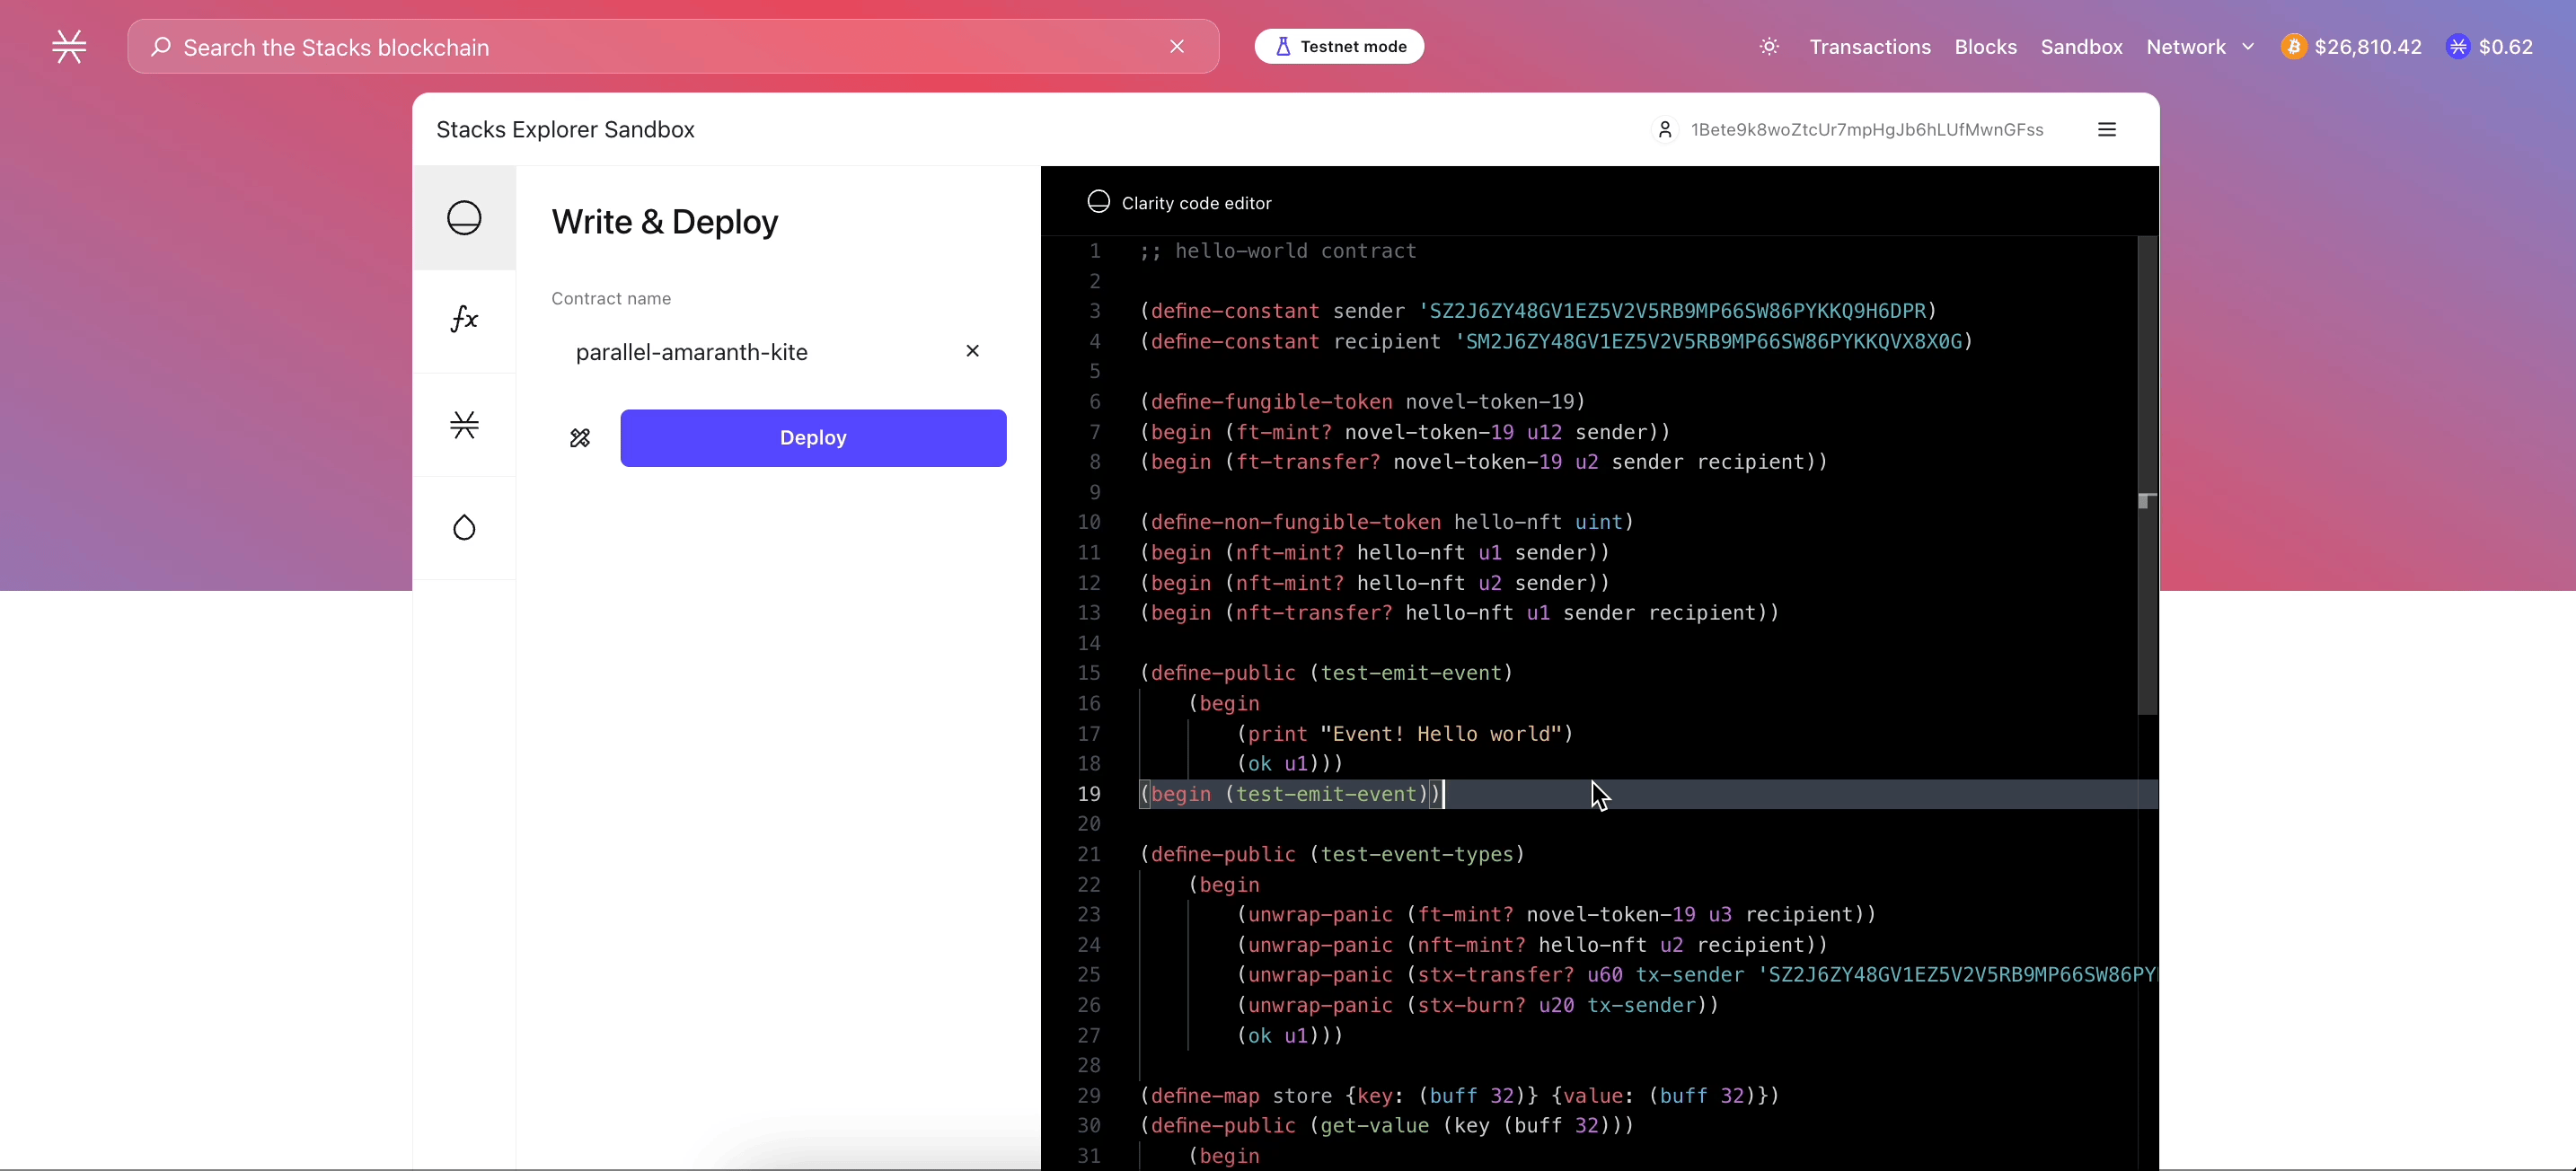 Search the Stacks blockchain
Testnet mode
Transactions Blocks Sandbox Network $26,810.42 $0.62
Stacks Explorer Sandbox
1Bete9k8woZtcUr7mpHgJb6hLUfMwnGFss
Write & Deploy
Contract name
parallel-amaranth-kite
Deploy
fx
Clarity code editor
1 ;; hello-world contract
2
3 (define-constant sender 'SZ2J6ZY48GV1EZ5V2V5RB9MP66SW86PYKKQ9H6DPR)
4 (define-constant recipient 'SM2J6ZY48GV1EZ5V2V5RB9MP66SW86PYKKQVX8X0G)
5
6 (define-fungible-token novel-token-19)
7 (begin (ft-mint? novel-token-19 u12 sender))
8 (begin (ft-transfer? novel-token-19 u2 sender recipient))
9
10 (define-non-fungible-token hello-nft uint)
11 (begin (nft-mint? hello-nft u1 sender))
12 (begin (nft-mint? hello-nft u2 sender))
13 (begin (nft-transfer? hello-nft u1 sender recipient))
14
15 (define-public (test-emit-event)
16 (begin
17 (print "Event! Hello world")
18 (ok u1)))
19 (begin (test-emit-event))
20
21 (define-public (test-event-types)
22 (begin
23 (unwrap-panic (ft-mint? novel-token-19 u3 recipient))
24 (unwrap-panic (nft-mint? hello-nft u2 recipient))
25 (unwrap-panic (stx-transfer? u60 tx-sender 'SZ2J6ZY48GV1EZ5V2V5RB9MP66SW86PY
26 (unwrap-panic (stx-burn? u20 tx-sender))
27 (ok u1)))
28
29 (define-map store {key: (buff 32)} {value: (buff 32)})
30 (define-public (get-value (key (buff 32)))
31 (begin